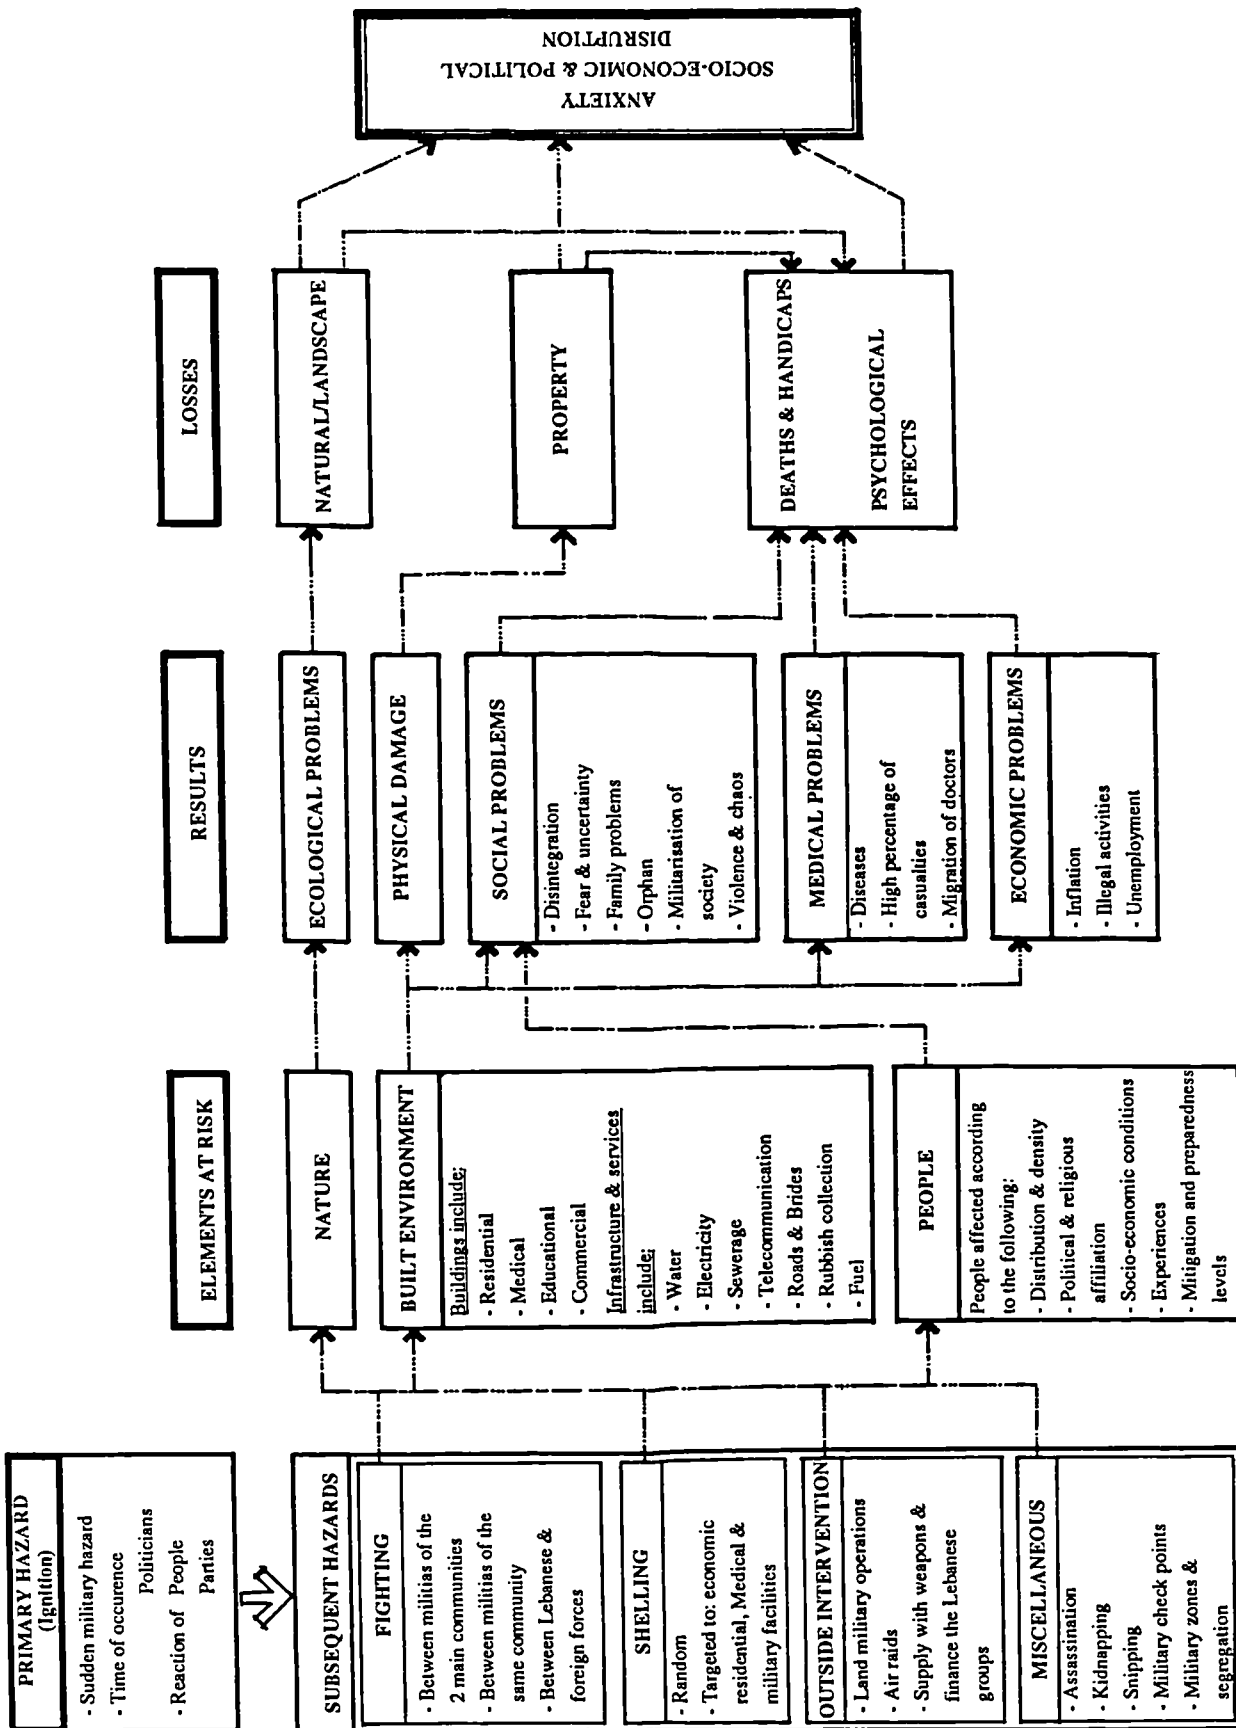 PRIMARY HAZARD
(Ignition)
- Sudden military hazard
- Time of occurence
Politicians
- Reaction of People
Parties
SUBSEQUENT HAZARDS
FIGHTING
- Between militias of the
2 main communities
- Between militias of the
same community
- Between Lebanese &
foreign forces
SHELLING
- Random
- Targeted to: economic
residential, Medical &
military facilities
OUTSIDE INTERVENTION
- Land military operations
- Air raids
- Supply with weapons &
finance the Lebanese
groups
MISCELLANEOUS
- Assassination
- Kidnapping
- Snipping
- Military check points
- Military zones &
segregation
ELEMENTS AT RISK
NATURE
BUILT ENVIRONMENT
Buildings include:
- Residential
- Medical
- Educational
- Commercial
Infrastructure & services
include:
- Water
- Electricity
- Sewerage
- Telecommunication
- Roads & Brides
- Rubbish collection
- Fuel
PEOPLE
People affected according
to the following:
- Distribution & density
- Political & religious
affiliation
- Socio-economic conditions
- Experiences
- Mitigation and preparedness
levels
RESULTS
ECOLOGICAL PROBLEMS
PHYSICAL DAMAGE
SOCIAL PROBLEMS
- Disintegration
- Fear & uncertainty
- Family problems
- Orphan
- Militarisation of
society
- Violence & chaos
MEDICAL PROBLEMS
- Diseases
- High percentage of
casualties
- Migration of doctors
ECONOMIC PROBLEMS
- Inflation
- Illegal activities
- Unemployment
LOSSES
NATURAL/LANDSCAPE
PROPERTY
DEATHS & HANDICAPS
PSYCHOLOGICAL
EFFECTS
ANXIETY
SOCIO-ECONOMIC & POLITICAL
DISRUPTION